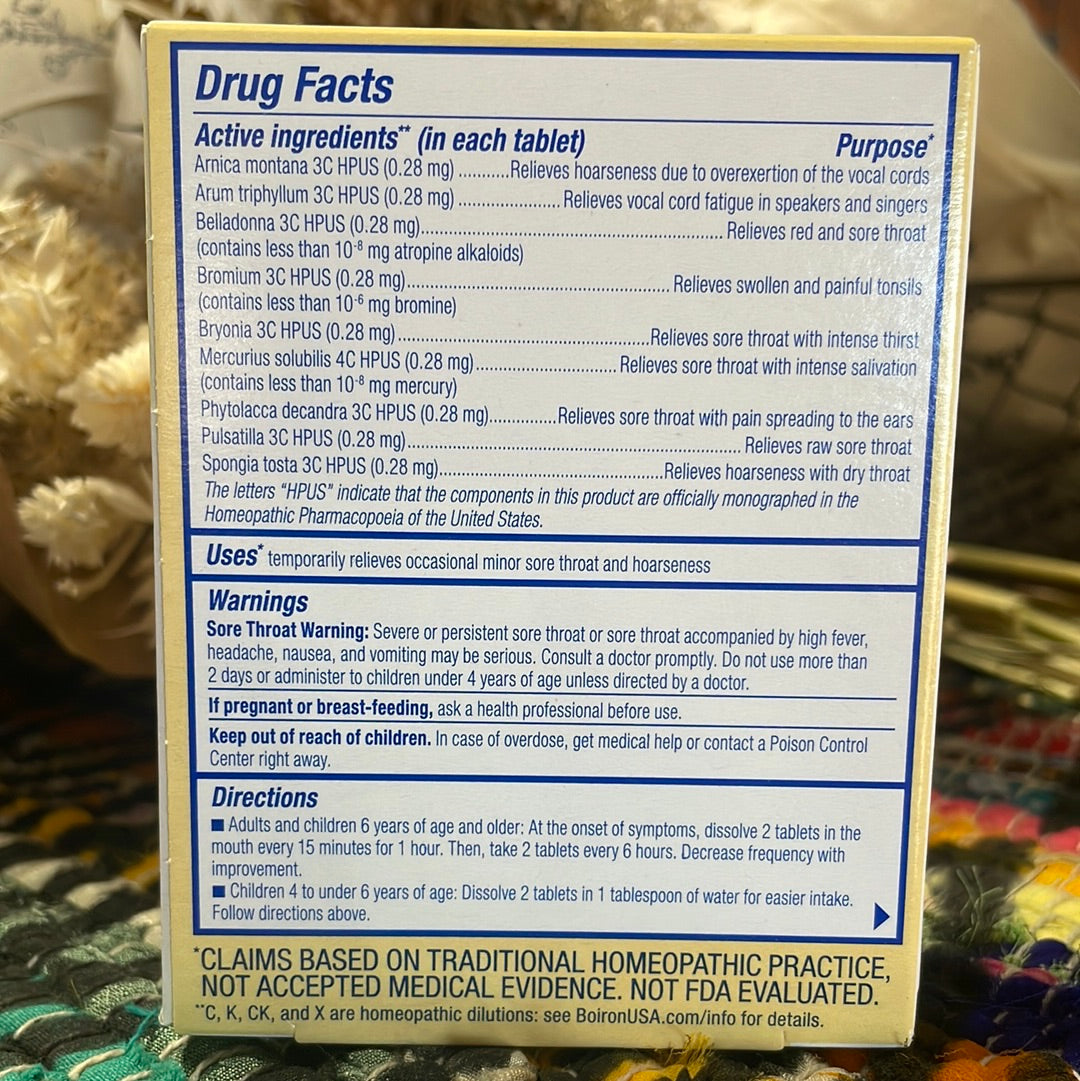 Drug Facts
Active ingredients** (in each tablet) Purpose*
Arnica montana 3C HPUS (0.28 mg) ...........Relieves hoarseness due to overexertion of the vocal cords
Arum triphyllum 3C HPUS (0.28 mg) .................... Relieves vocal cord fatigue in speakers and singers
Belladonna 3C HPUS (0.28 mg)............................................................... Relieves red and sore throat
(contains less than 10⁻⁸ mg atropine alkaloids)
Bromium 3C HPUS (0.28 mg)....................................................... Relieves swollen and painful tonsils
(contains less than 10⁻⁶ mg bromine)
Bryonia 3C HPUS (0.28 mg).....................................................Relieves sore throat with intense thirst
Mercurius solubilis 4C HPUS (0.28 mg)............................. Relieves sore throat with intense salivation
(contains less than 10⁻⁸ mg mercury)
Phytolacca decandra 3C HPUS (0.28 mg)..............Relieves sore throat with pain spreading to the ears
Pulsatilla 3C HPUS (0.28 mg)..................................................................... Relieves raw sore throat
Spongia tosta 3C HPUS (0.28 mg)...............................................Relieves hoarseness with dry throat
The letters “HPUS” indicate that the components in this product are officially monographed in the
Homeopathic Pharmacopoeia of the United States.
Uses* temporarily relieves occasional minor sore throat and hoarseness
Warnings
Sore Throat Warning: Severe or persistent sore throat or sore throat accompanied by high fever,
headache, nausea, and vomiting may be serious. Consult a doctor promptly. Do not use more than
2 days or administer to children under 4 years of age unless directed by a doctor.
If pregnant or breast-feeding, ask a health professional before use.
Keep out of reach of children. In case of overdose, get medical help or contact a Poison Control
Center right away.
Directions
■ Adults and children 6 years of age and older: At the onset of symptoms, dissolve 2 tablets in the
mouth every 15 minutes for 1 hour. Then, take 2 tablets every 6 hours. Decrease frequency with
improvement.
■ Children 4 to under 6 years of age: Dissolve 2 tablets in 1 tablespoon of water for easier intake.
Follow directions above.
*CLAIMS BASED ON TRADITIONAL HOMEOPATHIC PRACTICE,
NOT ACCEPTED MEDICAL EVIDENCE. NOT FDA EVALUATED.
**C, K, CK, and X are homeopathic dilutions: see BoironUSA.com/info for details.